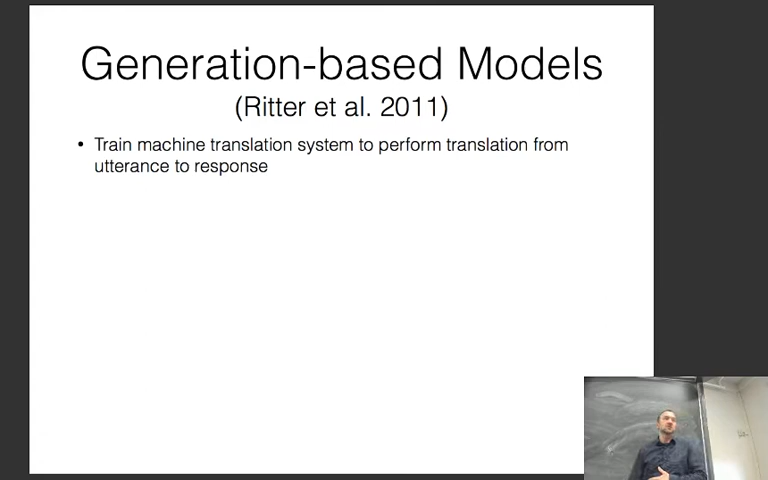 Generation-based Models
(Ritter et al. 2011)
• Train machine translation system to perform translation from
utterance to response